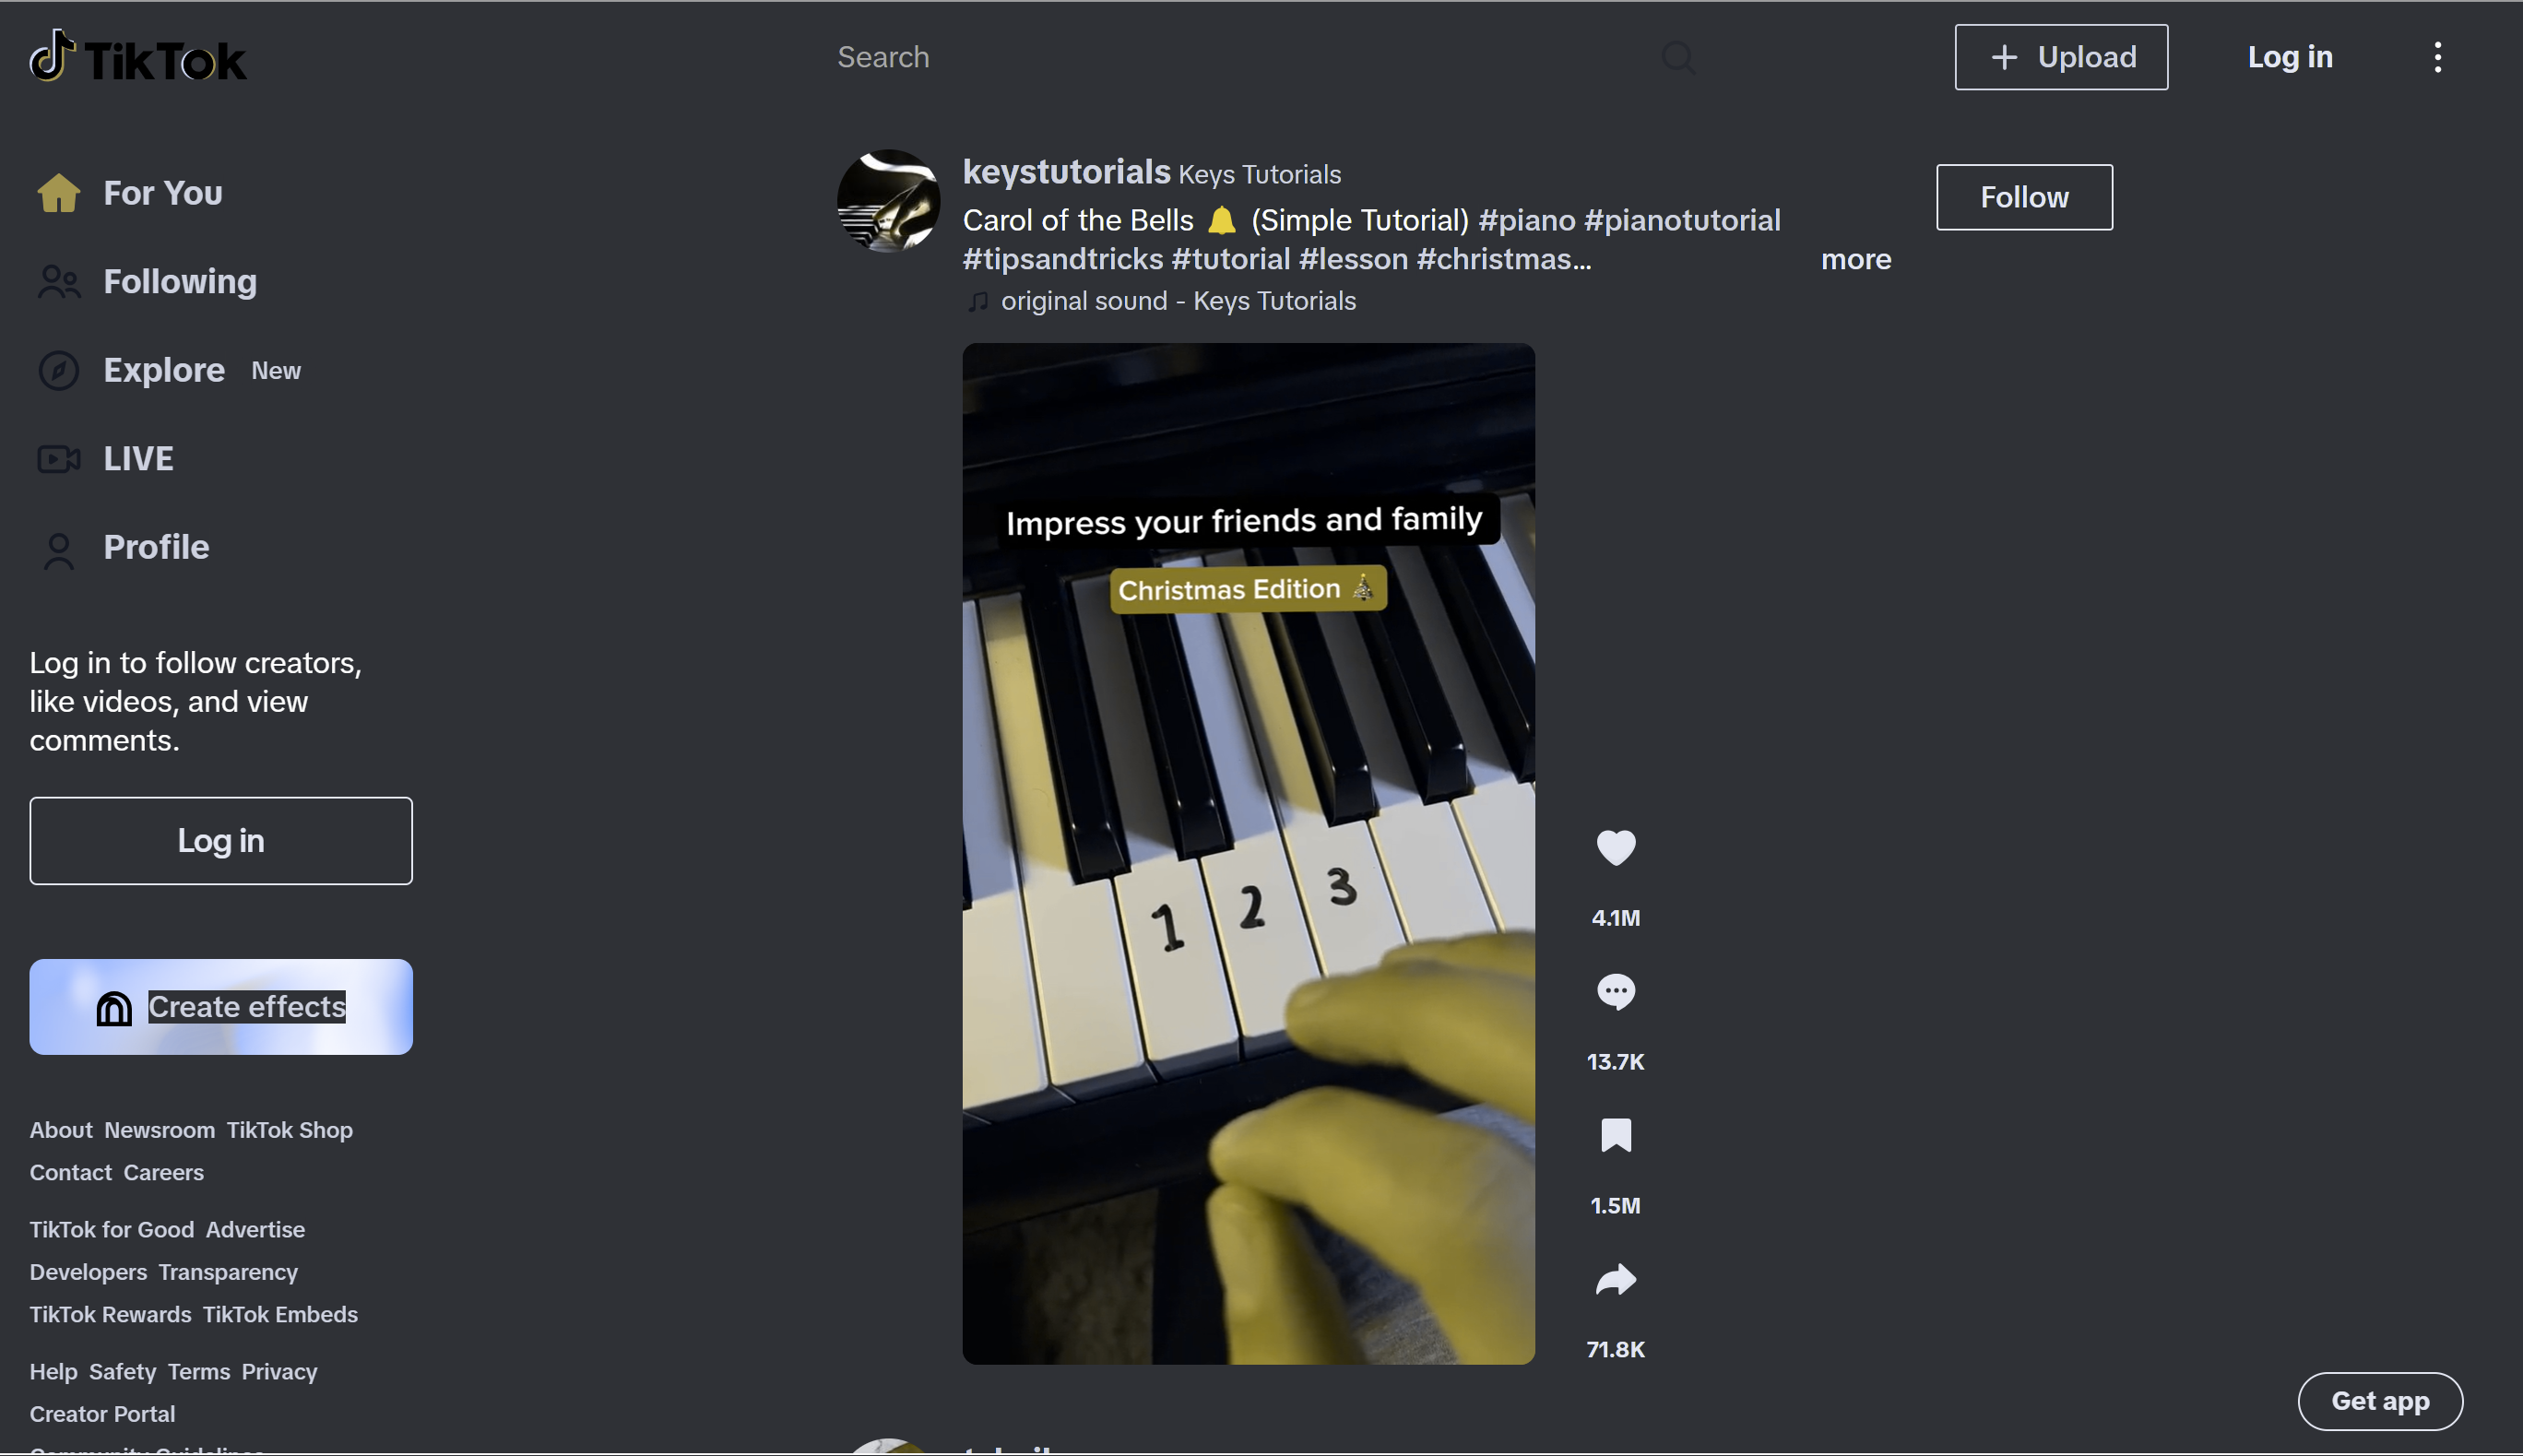 TikTok
Search
Upload
Log in
For You
Following
Explore New
LIVE
Profile
Log in to follow creators,
like videos, and view
comments.
Log in
Create effects
About Newsroom TikTok Shop
Contact Careers
TikTok for Good Advertise
Developers Transparency
TikTok Rewards TikTok Embeds
Help Safety Terms Privacy
Creator Portal
Community Guidelines
keystutorials Keys Tutorials
Follow
Carol of the Bells 🔔 (Simple Tutorial) #piano #pianotutorial
#tipsandtricks #tutorial #lesson #christmas... more
original sound - Keys Tutorials
Impress your friends and family
Christmas Edition 🎄
1 2 3
4.1M
13.7K
1.5M
71.8K
Get app